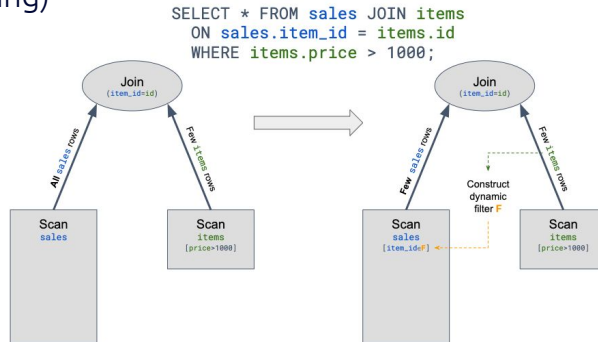 ng)
SELECT * FROM sales JOIN items
ON sales.item_id = items.id
WHERE items.price > 1000;
Join
(item_id=id)
All sales rows
Few items rows
Scan
sales
Scan
items
[price>1000]
Join
(item_id=id)
Few sales rows
Few items rows
Construct
dynamic
filter F
Scan
sales
[item_id∈F]
Scan
items
[price>1000]